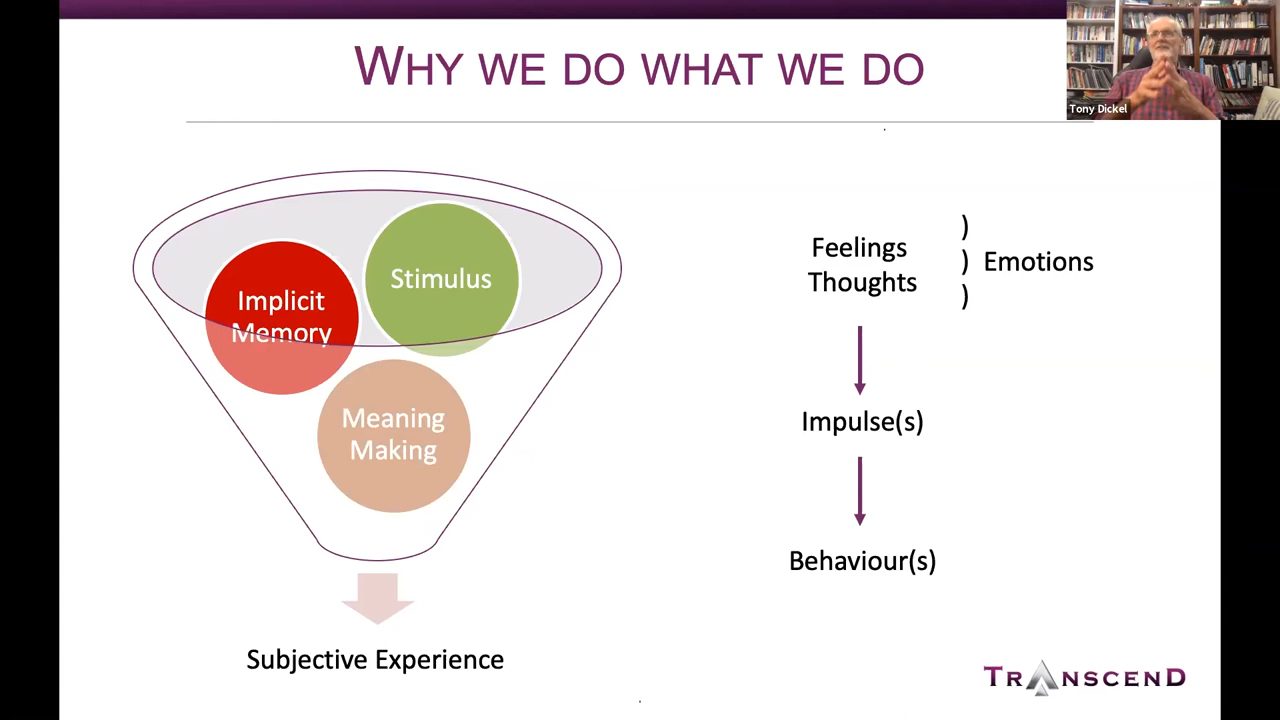 WHY WE DO WHAT WE DO
Tony Dickel
Implicit
Memory
Stimulus
Meaning
Making
Subjective Experience
Feelings
Thoughts
)
) Emotions
)
Impulse(s)
Behaviour(s)
TRANSCEND